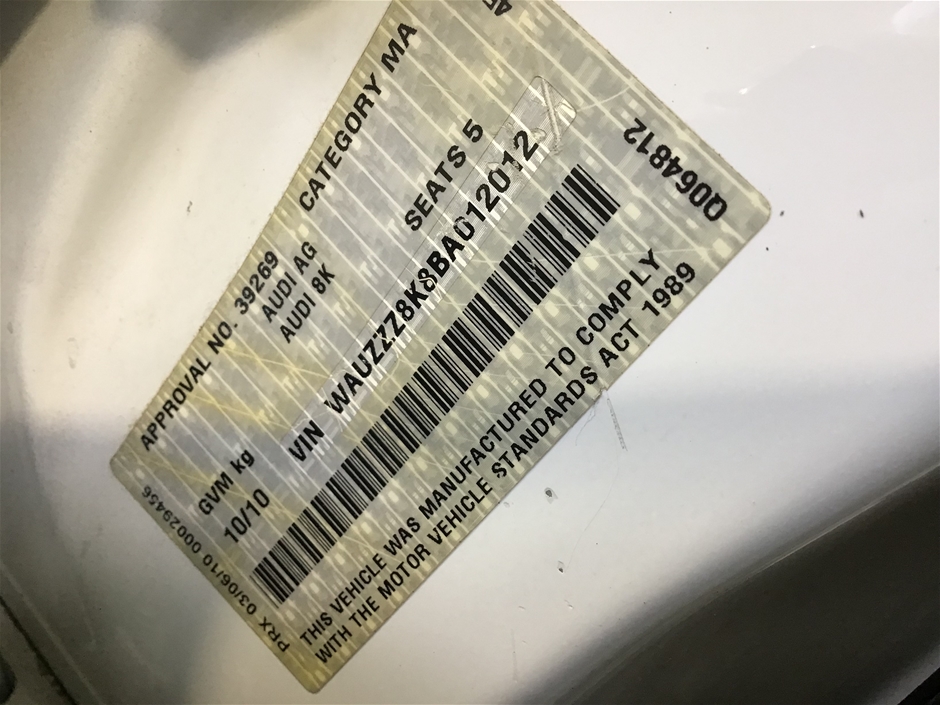 APPROVAL NO. 39269
CATEGORY MA
AUDI AG
AUDI 8K
SEATS 5
GVM kg
10/10
VIN WAUZZZ8K8BA012012
THIS VEHICLE WAS MANUFACTURED TO COMPLY
WITH THE MOTOR VEHICLE STANDARDS ACT 1989
PRX 03/06/10 00029456
Q064812